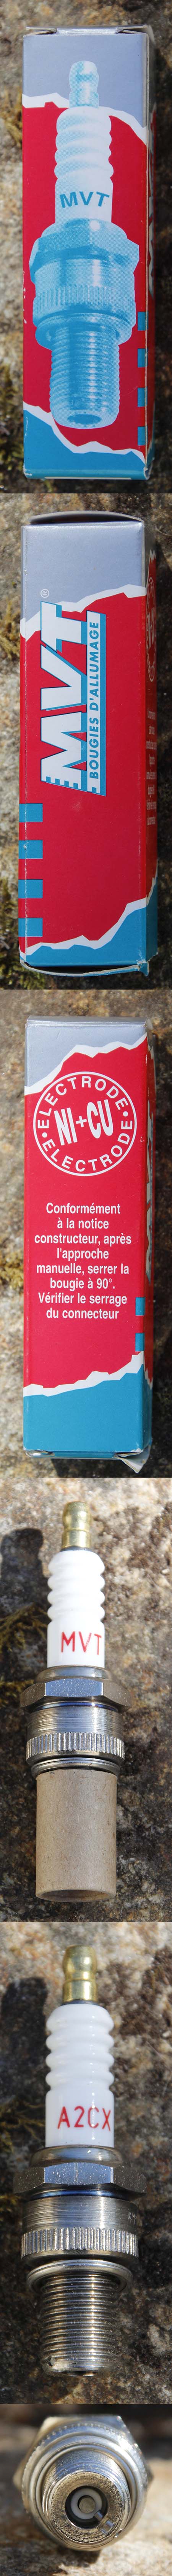 MVT
MVT®
BOUGIES D'ALLUMAGE
ELECTRODE
NI+CU
ELECTRODE
Conformément
à la notice
constructeur, après
l'approche
manuelle, serrer la
bougie à 90°.
Vérifier le serrage
du connecteur
MVT
A2CX